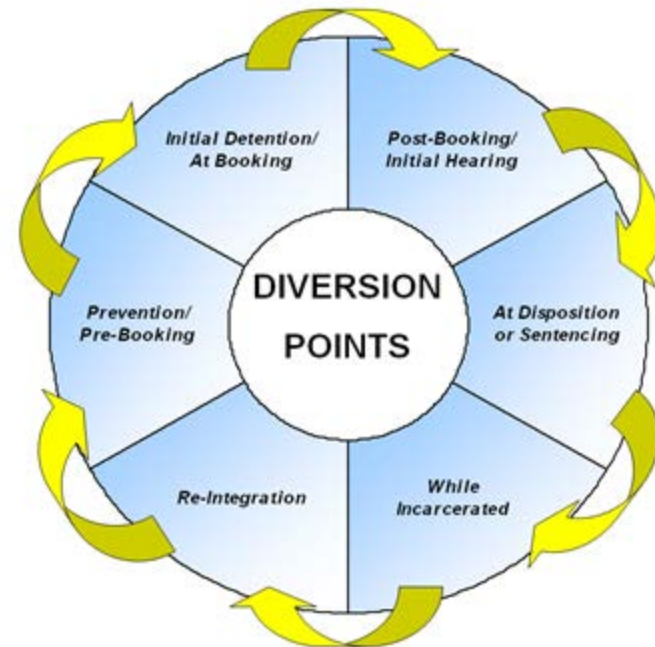 Initial Detention/
At Booking
Post-Booking/
Initial Hearing
Prevention/
Pre-Booking
DIVERSION
POINTS
At Disposition
or Sentencing
Re-Integration
While
Incarcerated